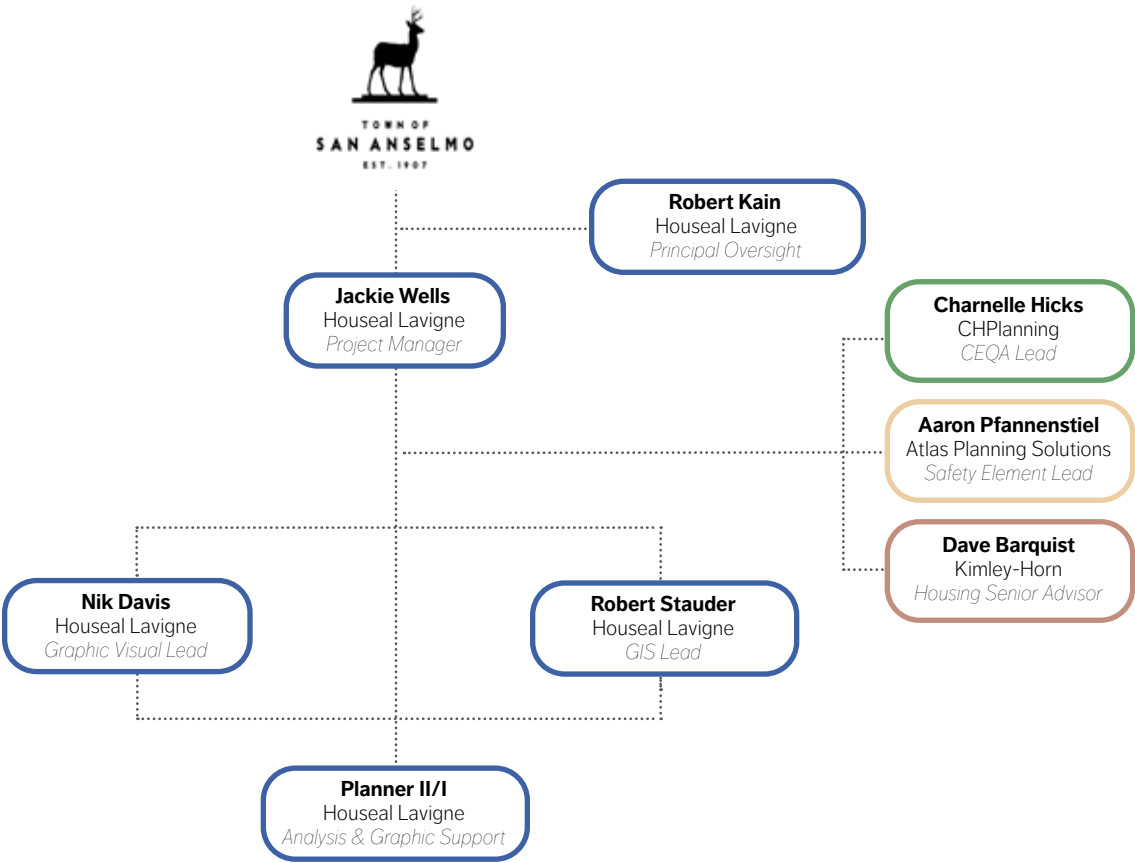 TOWN OF
SAN ANSELMO
EST. 1907
Robert Kain
Houseal Lavigne
Principal Oversight
Jackie Wells
Houseal Lavigne
Project Manager
Charnelle Hicks
CHPlanning
CEQA Lead
Aaron Pfannenstiel
Atlas Planning Solutions
Safety Element Lead
Dave Barquist
Kimley-Horn
Housing Senior Advisor
Nik Davis
Houseal Lavigne
Graphic Visual Lead
Robert Stauder
Houseal Lavigne
GIS Lead
Planner II/I
Houseal Lavigne
Analysis & Graphic Support